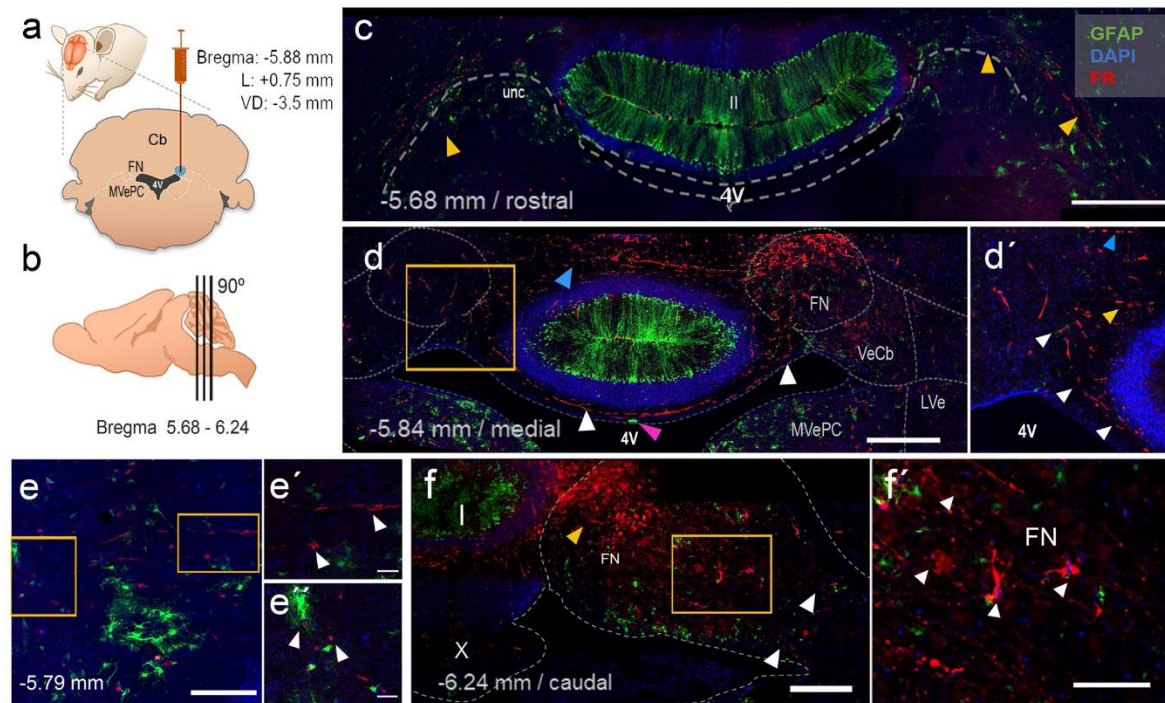 a
Bregma: -5.88 mm
L: +0.75 mm
VD: -3.5 mm
Cb
FN
MVePC
4V
b
90º
Bregma 5.68 - 6.24
c
GFAP
DAPI
FR
unc
II
4V
-5.68 mm / rostral
d
FN
VeCb
LVe
MVePC
4V
-5.84 mm / medial
d´
4V
e
-5.79 mm
e´
e´´
f
I
FN
X
-6.24 mm / caudal
f´
FN